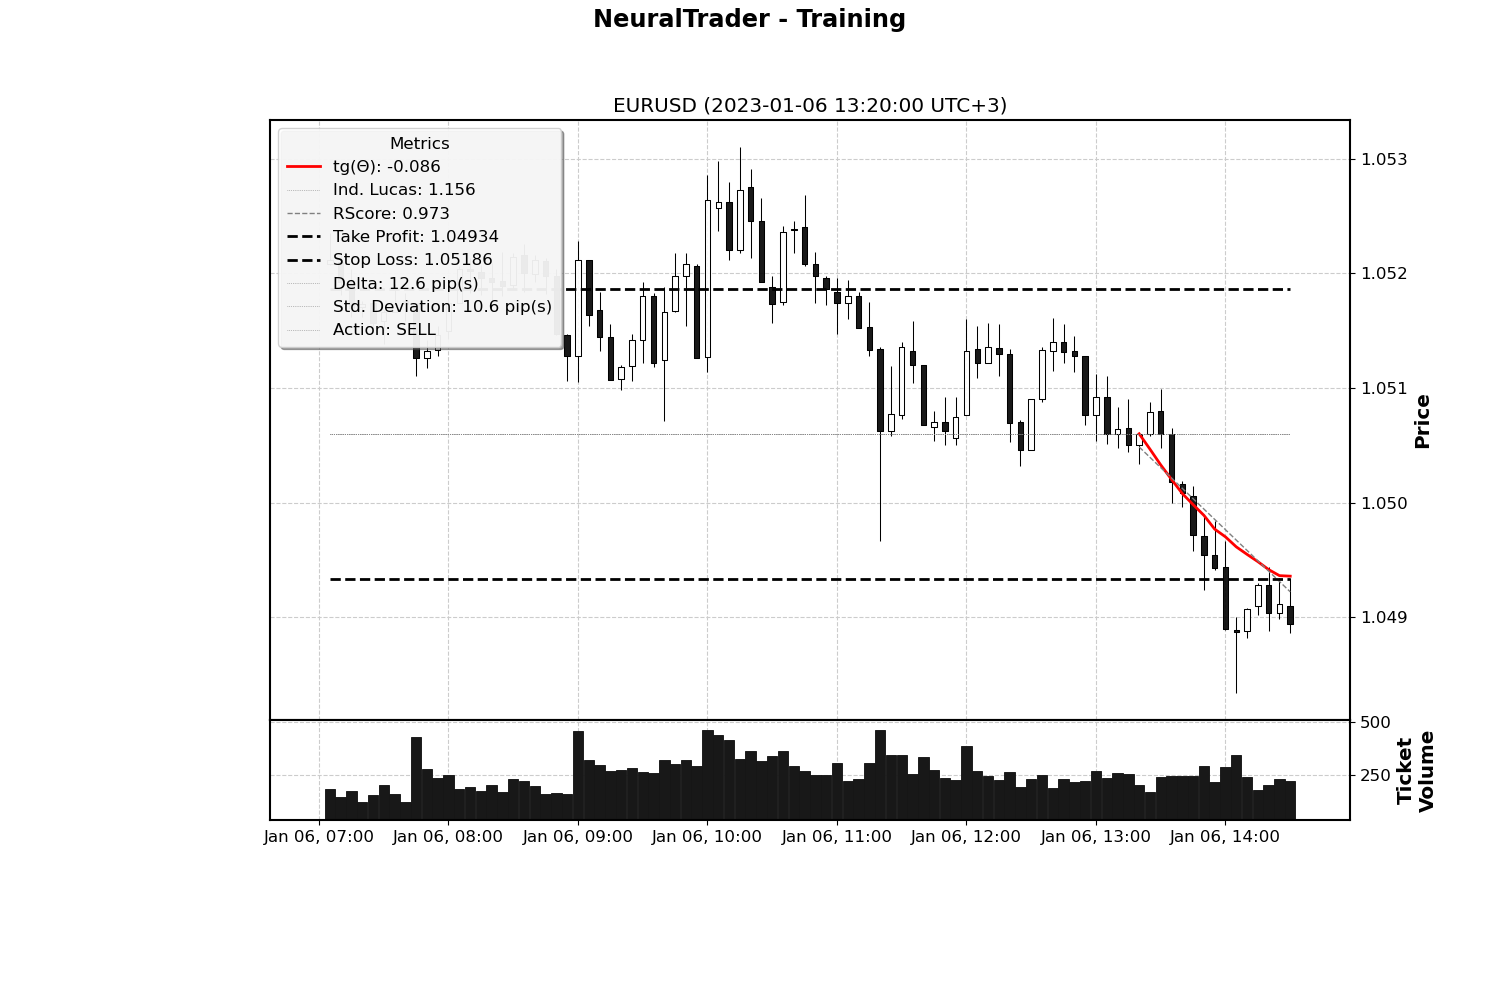 NeuralTrader - Training
EURUSD (2023-01-06 13:20:00 UTC+3)
Metrics
tg(Θ): -0.086
Ind. Lucas: 1.156
RScore: 0.973
Take Profit: 1.04934
Stop Loss: 1.05186
Delta: 12.6 pip(s)
Std. Deviation: 10.6 pip(s)
Action: SELL
1.053
1.052
1.051
1.050
1.049
Price
500
250
Ticket
Volume
Jan 06, 07:00 Jan 06, 08:00 Jan 06, 09:00 Jan 06, 10:00 Jan 06, 11:00 Jan 06, 12:00 Jan 06, 13:00 Jan 06, 14:00